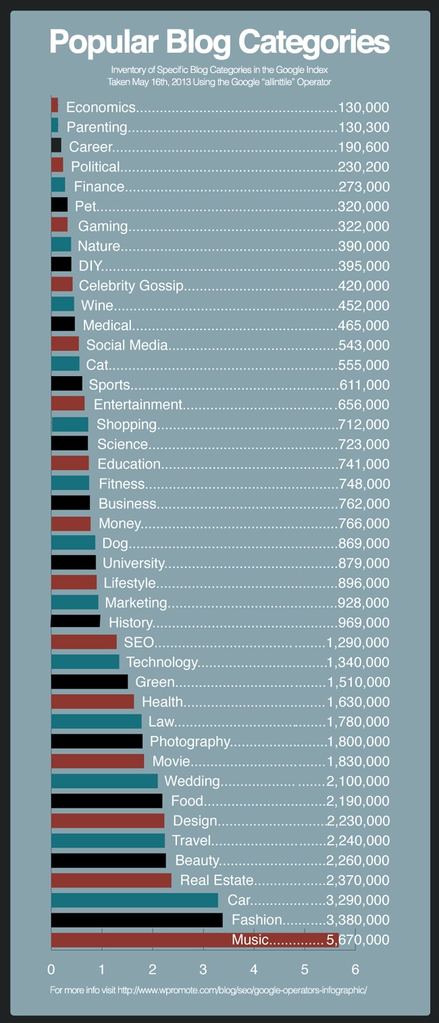 Popular Blog Categories
Inventory of Specific Blog Categories in the Google Index
Taken May 16th, 2013 Using the Google "allinttile" Operator
Economics 130,000
Parenting 130,300
Career 190,600
Political 230,200
Finance 273,000
Pet 320,000
Gaming 322,000
Nature 390,000
DIY 395,000
Celebrity Gossip 420,000
Wine 452,000
Medical 465,000
Social Media 543,000
Cat 555,000
Sports 611,000
Entertainment 656,000
Shopping 712,000
Science 723,000
Education 741,000
Fitness 748,000
Business 762,000
Money 766,000
Dog 869,000
University 879,000
Lifestyle 896,000
Marketing 928,000
History 969,000
SEO 1,290,000
Technology 1,340,000
Green 1,510,000
Health 1,630,000
Law 1,780,000
Photography 1,800,000
Movie 1,830,000
Wedding 2,100,000
Food 2,190,000
Design 2,230,000
Travel 2,240,000
Beauty 2,260,000
Real Estate 2,370,000
Car 3,290,000
Fashion 3,380,000
Music 5,670,000
0 1 2 3 4 5 6
For more info visit http://www.wpromote.com/blog/seo/google-operators-infographic/